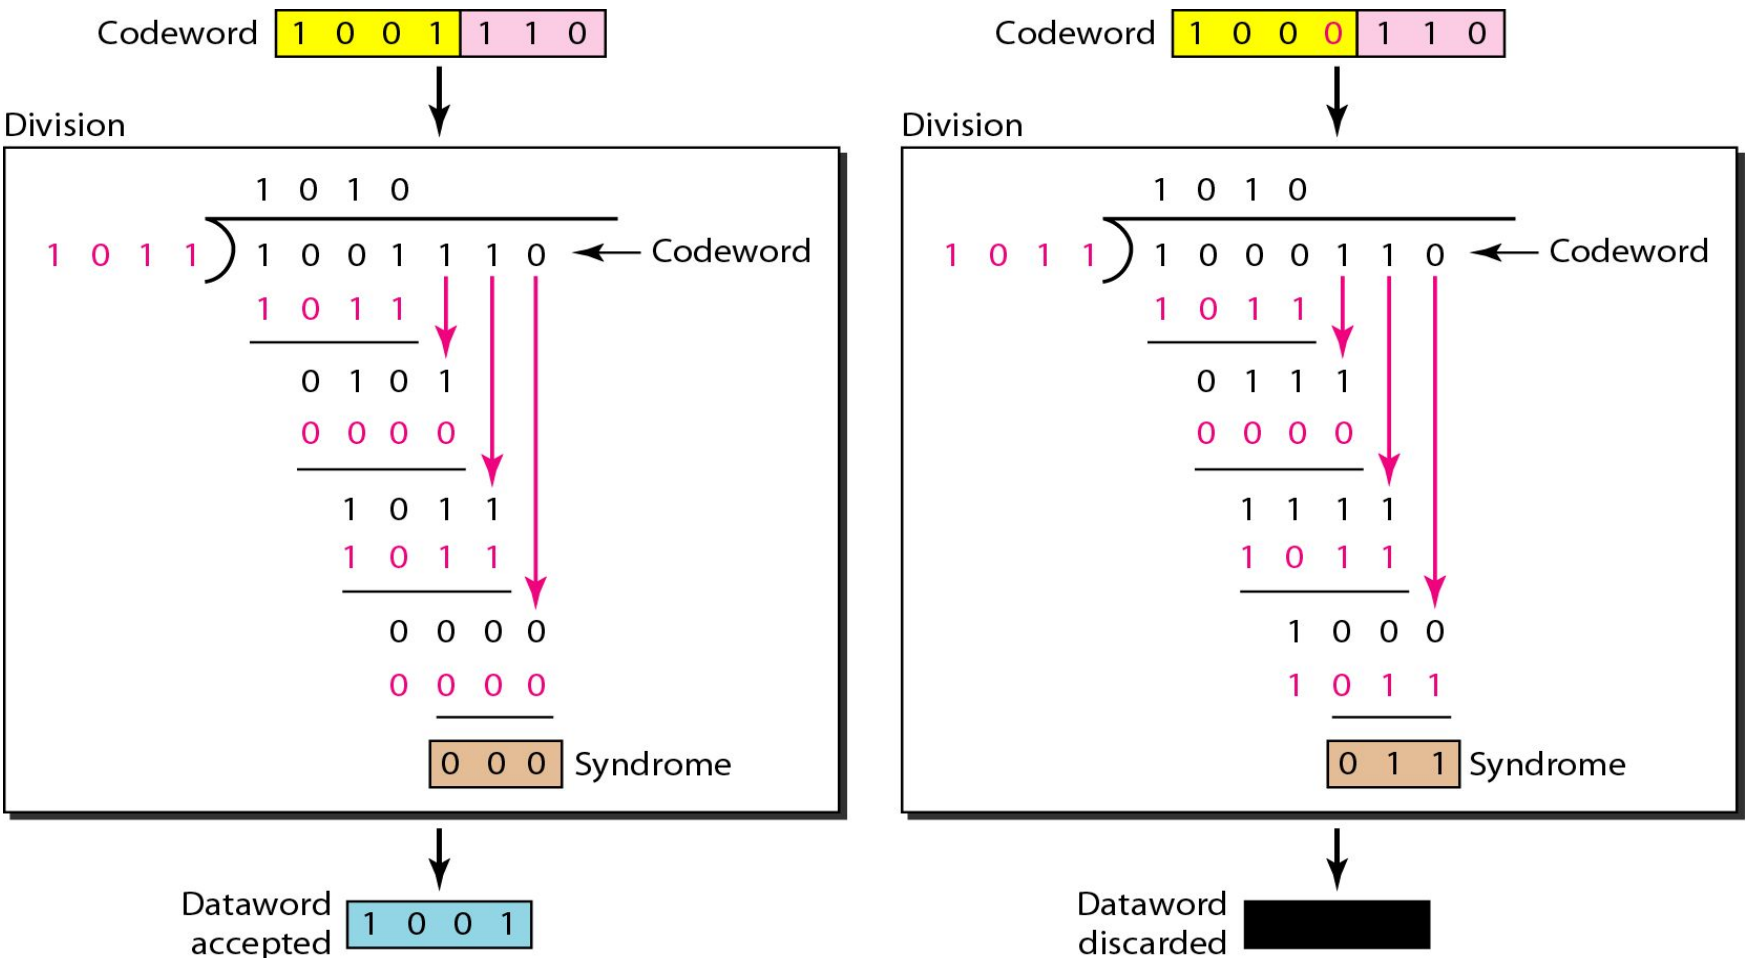 Codeword 1 0 0 1 1 1 0
Division
1 0 1 0
1 0 1 1 1 0 0 1 1 1 0 Codeword
1 0 1 1
0 1 0 1
0 0 0 0
1 0 1 1
1 0 1 1
0 0 0 0
0 0 0 0
0 0 0 Syndrome
Dataword
accepted
1 0 0 1
Codeword 1 0 0 0 1 1 0
Division
1 0 1 0
1 0 1 1 1 0 0 0 1 1 0 Codeword
1 0 1 1
0 1 1 1
0 0 0 0
1 1 1 1
1 0 1 1
1 0 0 0
1 0 1 1
0 1 1 Syndrome
Dataword
discarded